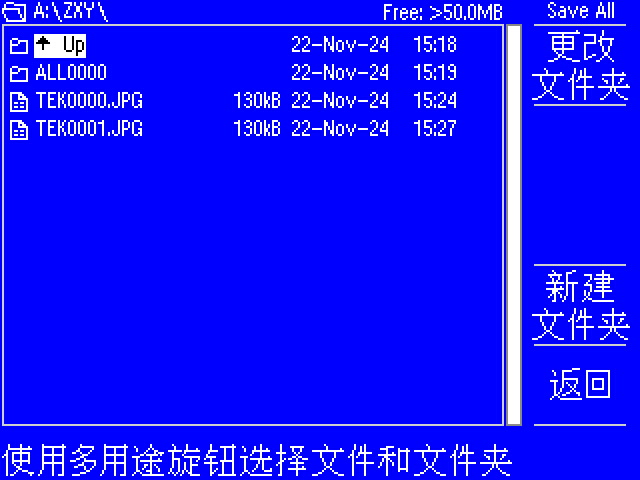 A:\ZXY\ Free: >50.0MB
Up 22-Nov-24 15:18
ALL0000 22-Nov-24 15:19
TEK0000.JPG 130kB 22-Nov-24 15:24
TEK0001.JPG 130kB 22-Nov-24 15:27
Save All
更改
文件夹
新建
文件夹
返回
使用多用途旋钮选择文件和文件夹